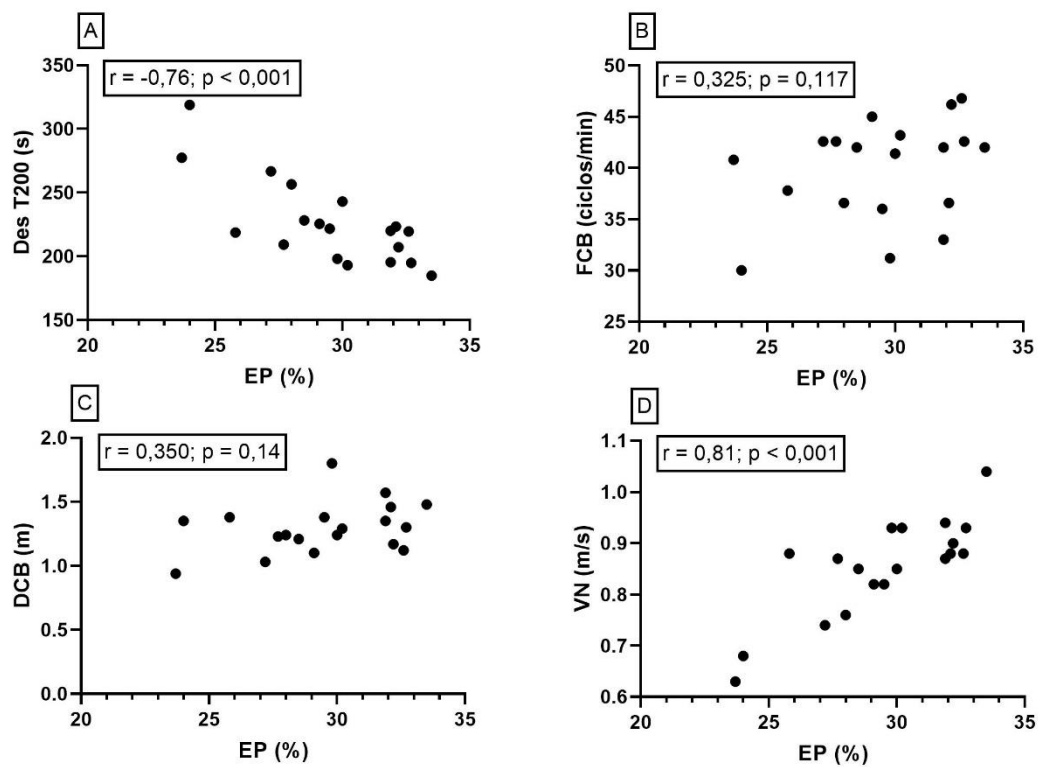 A
r = -0,76; p < 0,001
Des T200 (s)
350
300
250
200
150
20 25 30 35
EP (%)
B
r = 0,325; p = 0,117
FCB (ciclos/min)
50
45
40
35
30
25
20 25 30 35
EP (%)
C
r = 0,350; p = 0,14
DCB (m)
2.0
1.5
1.0
0.5
0.0
20 25 30 35
EP (%)
D
r = 0,81; p < 0,001
VN (m/s)
1.1
1.0
0.9
0.8
0.7
0.6
20 25 30 35
EP (%)